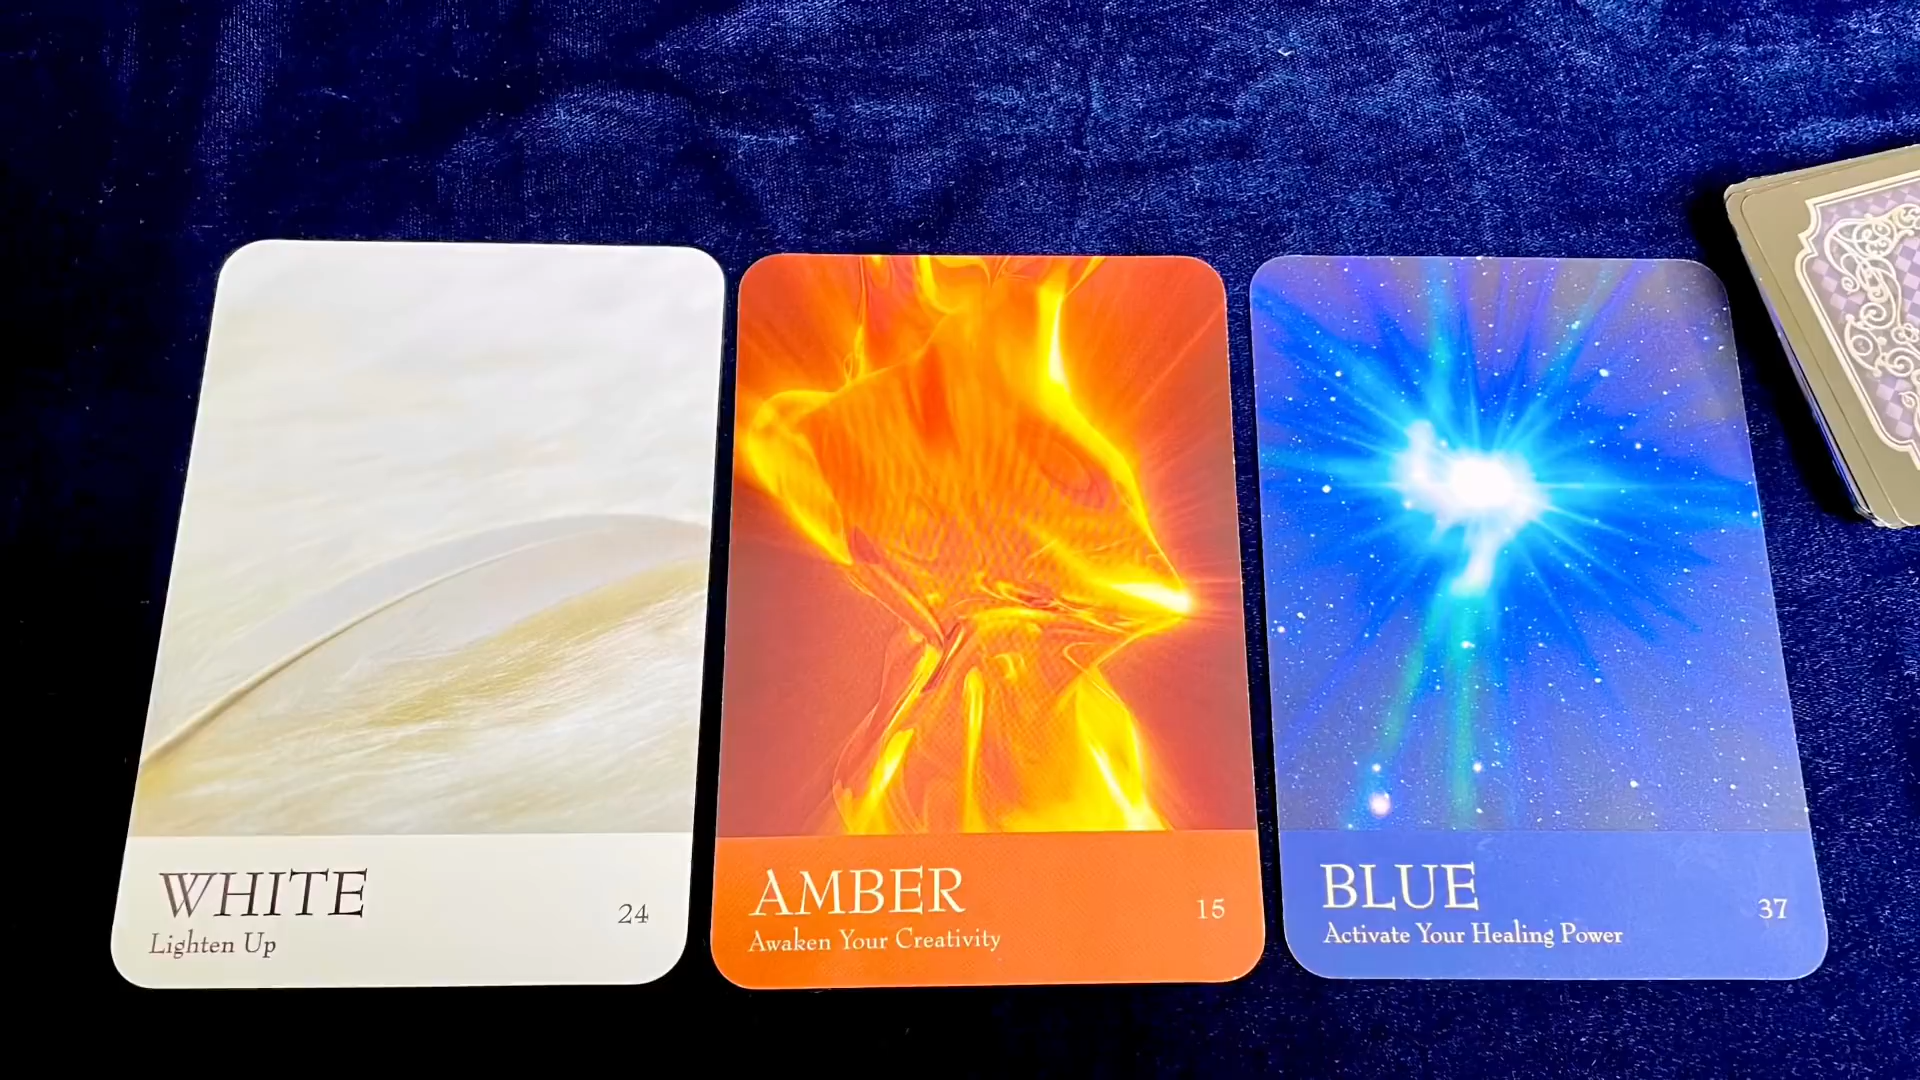 WHITE
24
Lighten Up
AMBER
15
Awaken Your Creativity
BLUE
37
Activate Your Healing Power